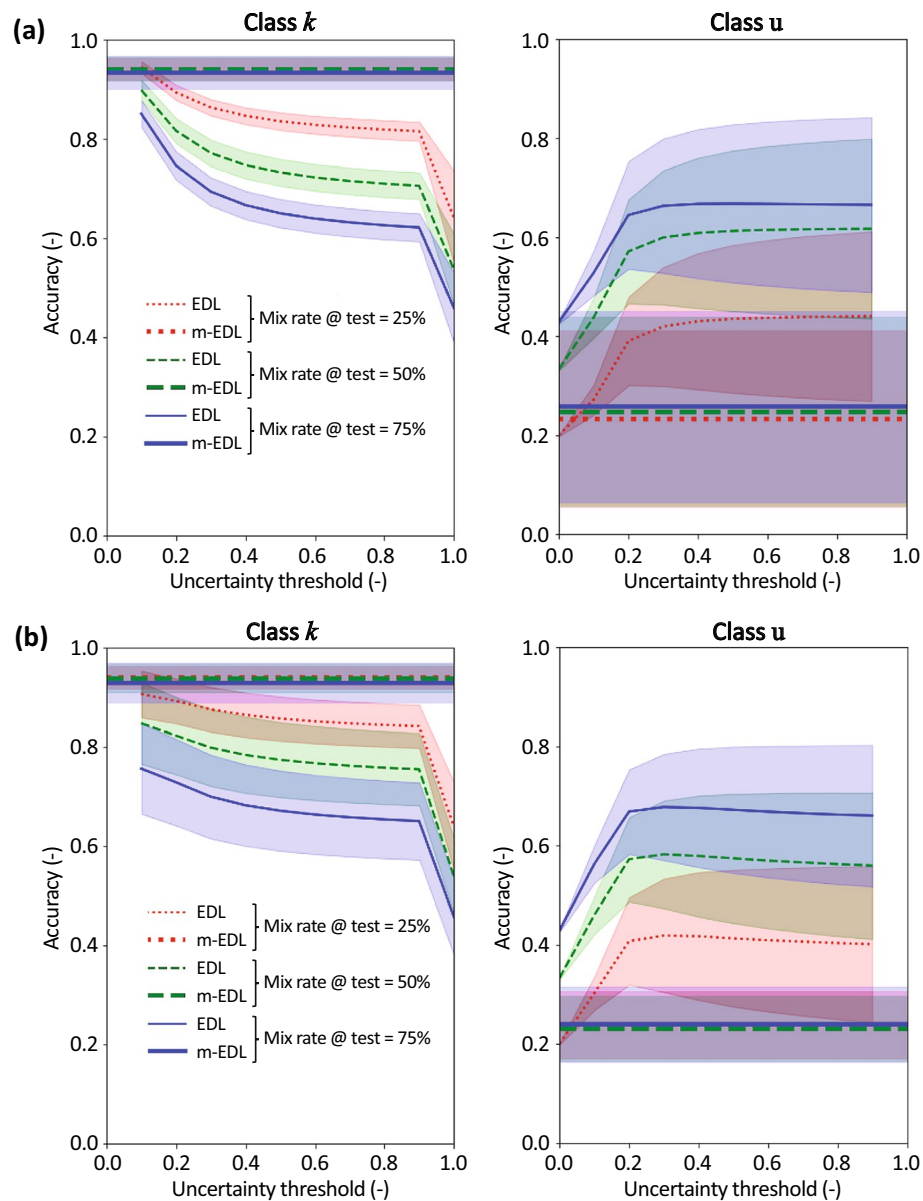 (a)
Class k
Class u
1.0
0.8
0.6
0.4
0.2
0.0
Accuracy (-)
EDL
m-EDL
Mix rate @ test = 25%
EDL
m-EDL
Mix rate @ test = 50%
EDL
m-EDL
Mix rate @ test = 75%
0.0 0.2 0.4 0.6 0.8 1.0
Uncertainty threshold (-)
1.0
0.8
0.6
0.4
0.2
0.0
Accuracy (-)
0.0 0.2 0.4 0.6 0.8 1.0
Uncertainty threshold (-)
(b)
Class k
Class u
1.0
0.8
0.6
0.4
0.2
0.0
Accuracy (-)
EDL
m-EDL
Mix rate @ test = 25%
EDL
m-EDL
Mix rate @ test = 50%
EDL
m-EDL
Mix rate @ test = 75%
0.0 0.2 0.4 0.6 0.8 1.0
Uncertainty threshold (-)
1.0
0.8
0.6
0.4
0.2
0.0
Accuracy (-)
0.0 0.2 0.4 0.6 0.8 1.0
Uncertainty threshold (-)